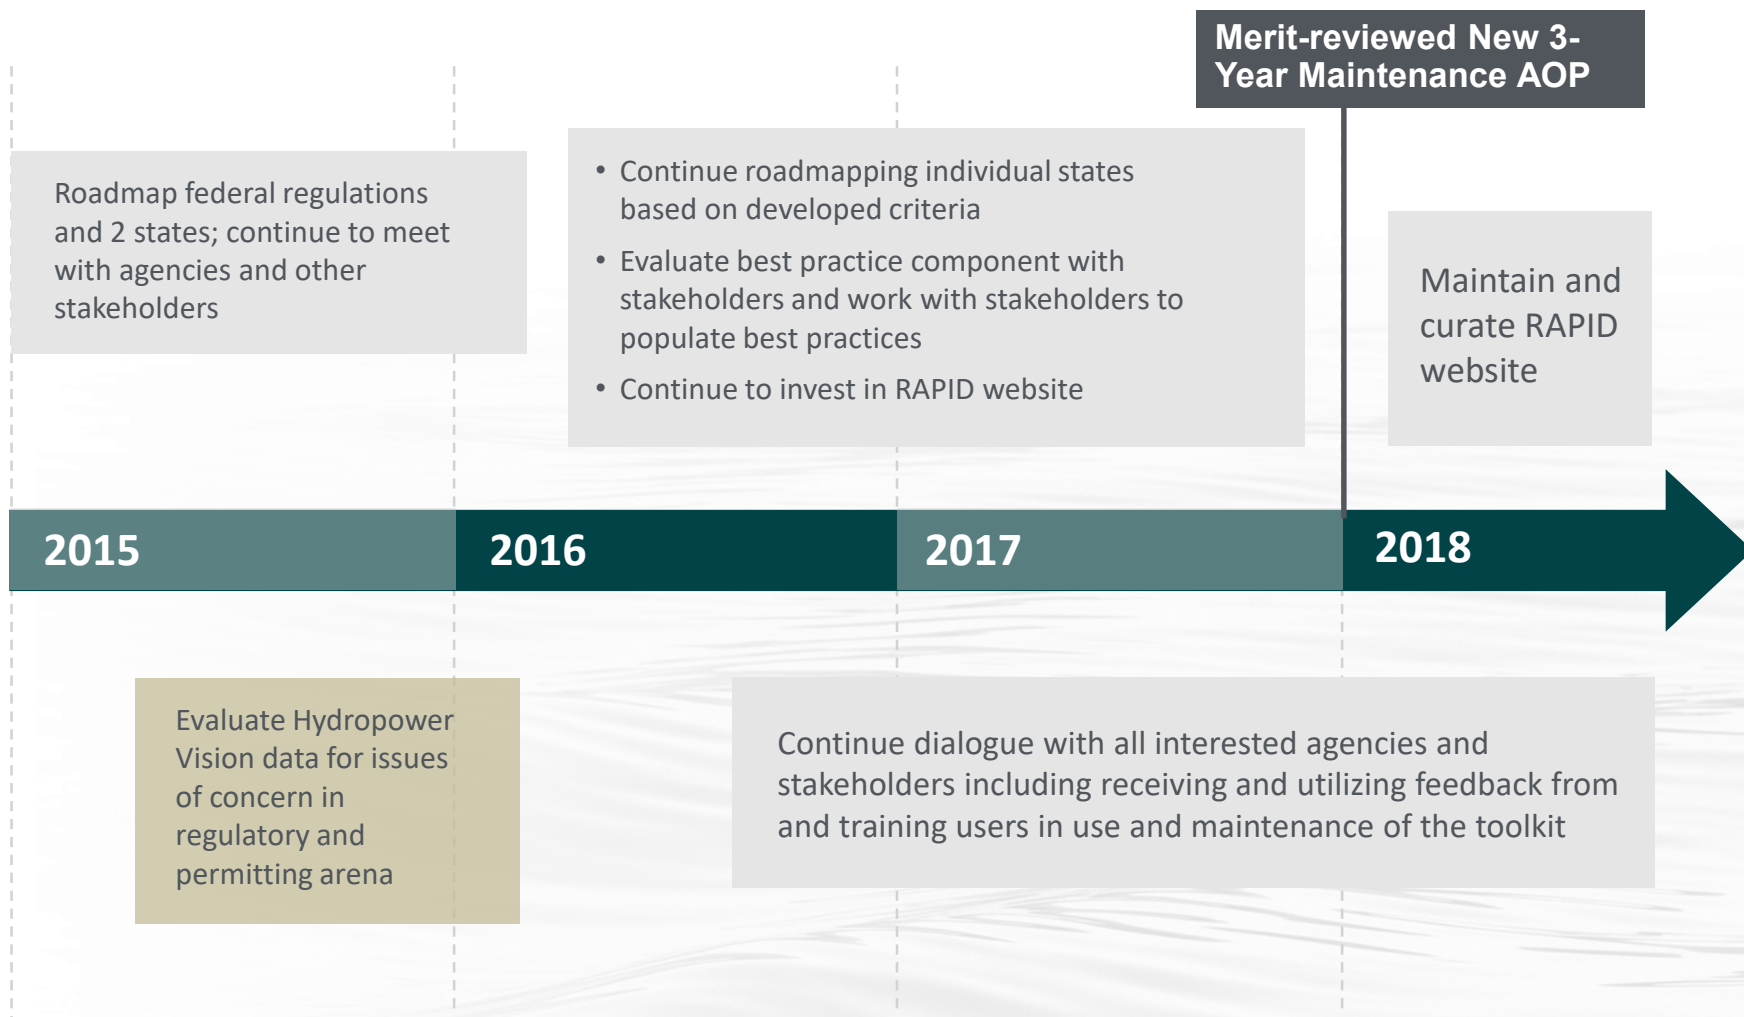 Merit-reviewed New 3-
Year Maintenance AOP
Roadmap federal regulations
and 2 states; continue to meet
with agencies and other
stakeholders
• Continue roadmapping individual states
based on developed criteria
• Evaluate best practice component with
stakeholders and work with stakeholders to
populate best practices
• Continue to invest in RAPID website
Maintain and
curate RAPID
website
2015
2016
2017
2018
Evaluate Hydropower
Vision data for issues
of concern in
regulatory and
permitting arena
Continue dialogue with all interested agencies and
stakeholders including receiving and utilizing feedback from
and training users in use and maintenance of the toolkit